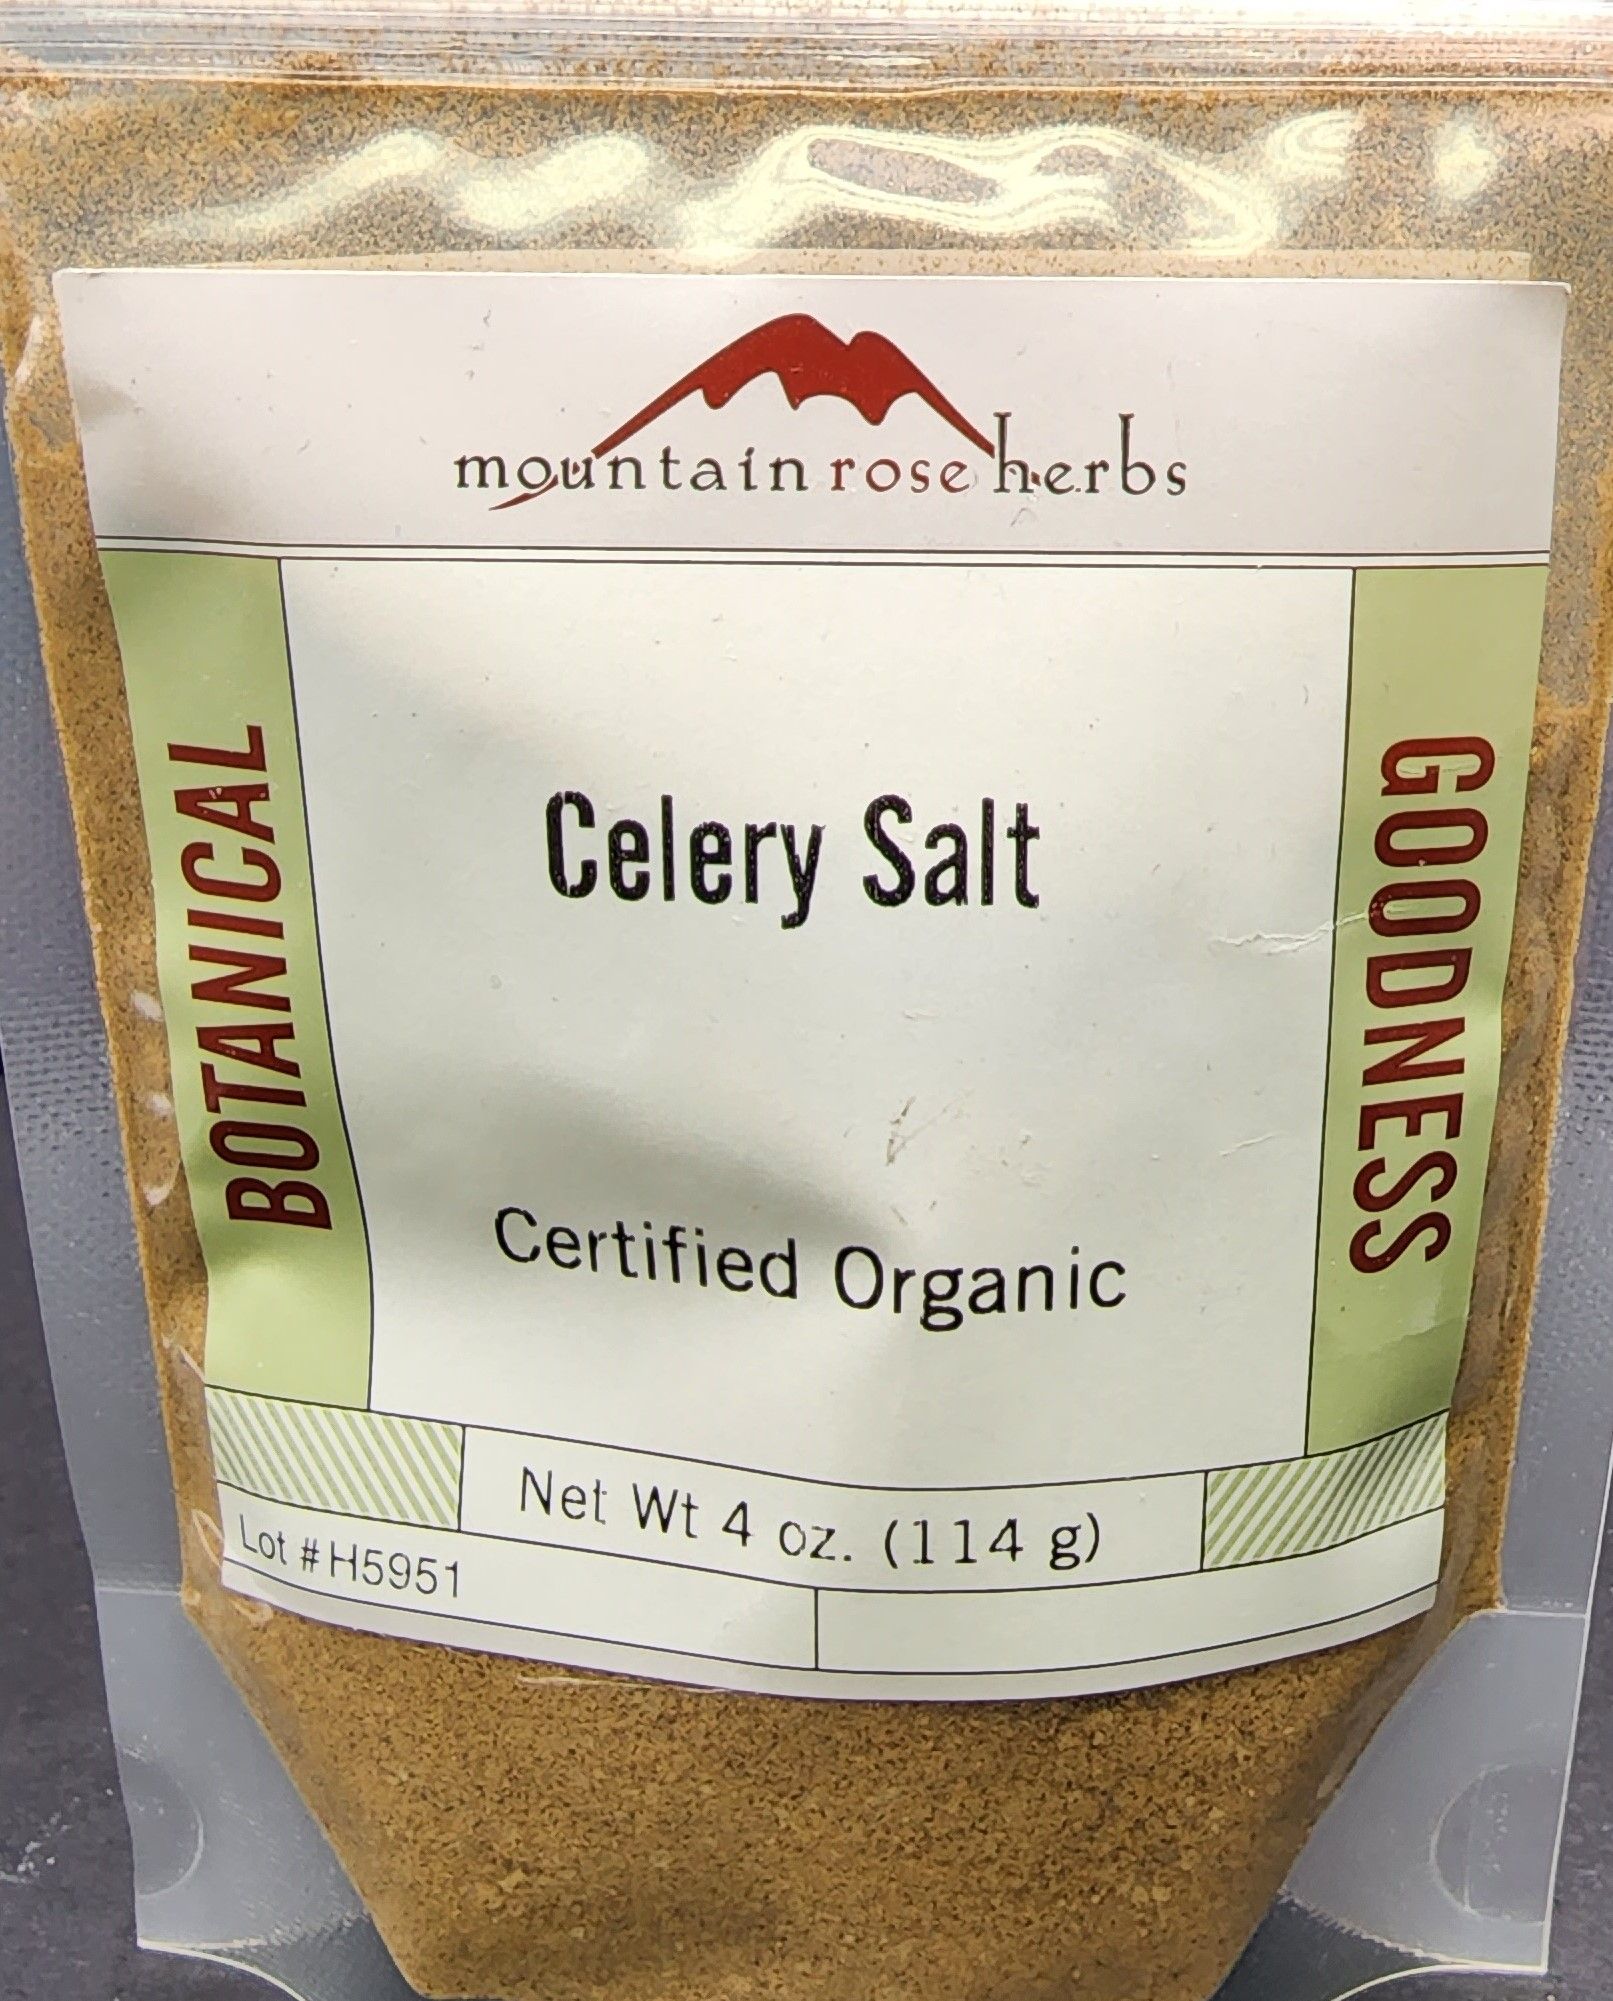 mountain rose herbs
BOTANICAL
Celery Salt
GOODNESS
Certified Organic
Net Wt 4 oz. (114 g)
Lot # H5951